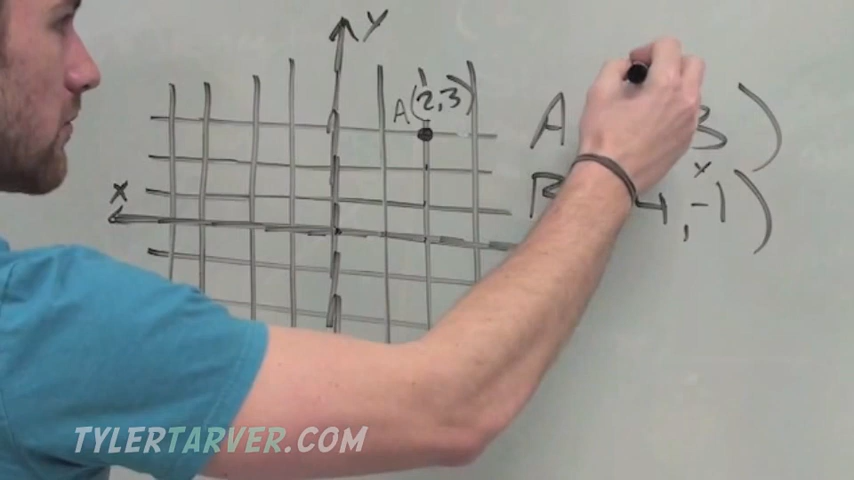 Y
A(2,3)
X
A 3)
x
B 4,-1)
TYLERTARVER.COM